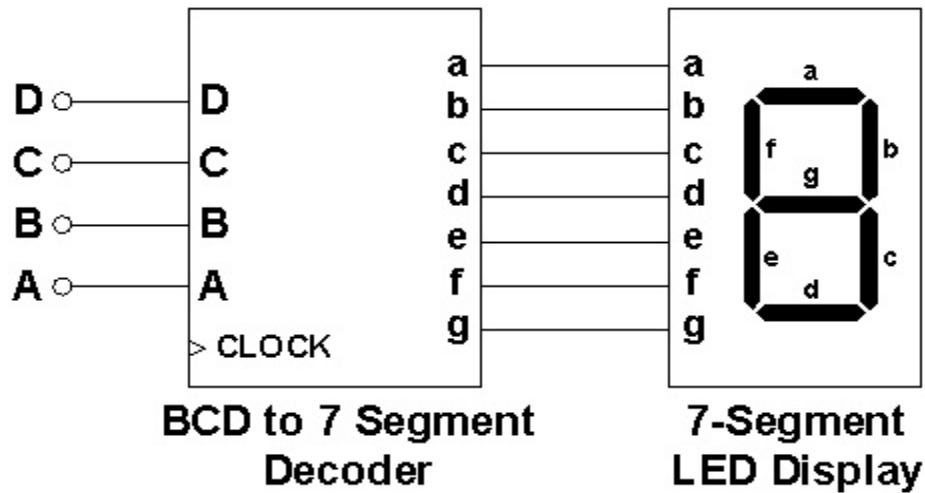 D
C
B
A
D
C
B
A
> CLOCK
a
b
c
d
e
f
g
a
b
c
d
e
f
g
a
f
b
g
e
c
d
BCD to 7 Segment
Decoder
7-Segment
LED Display